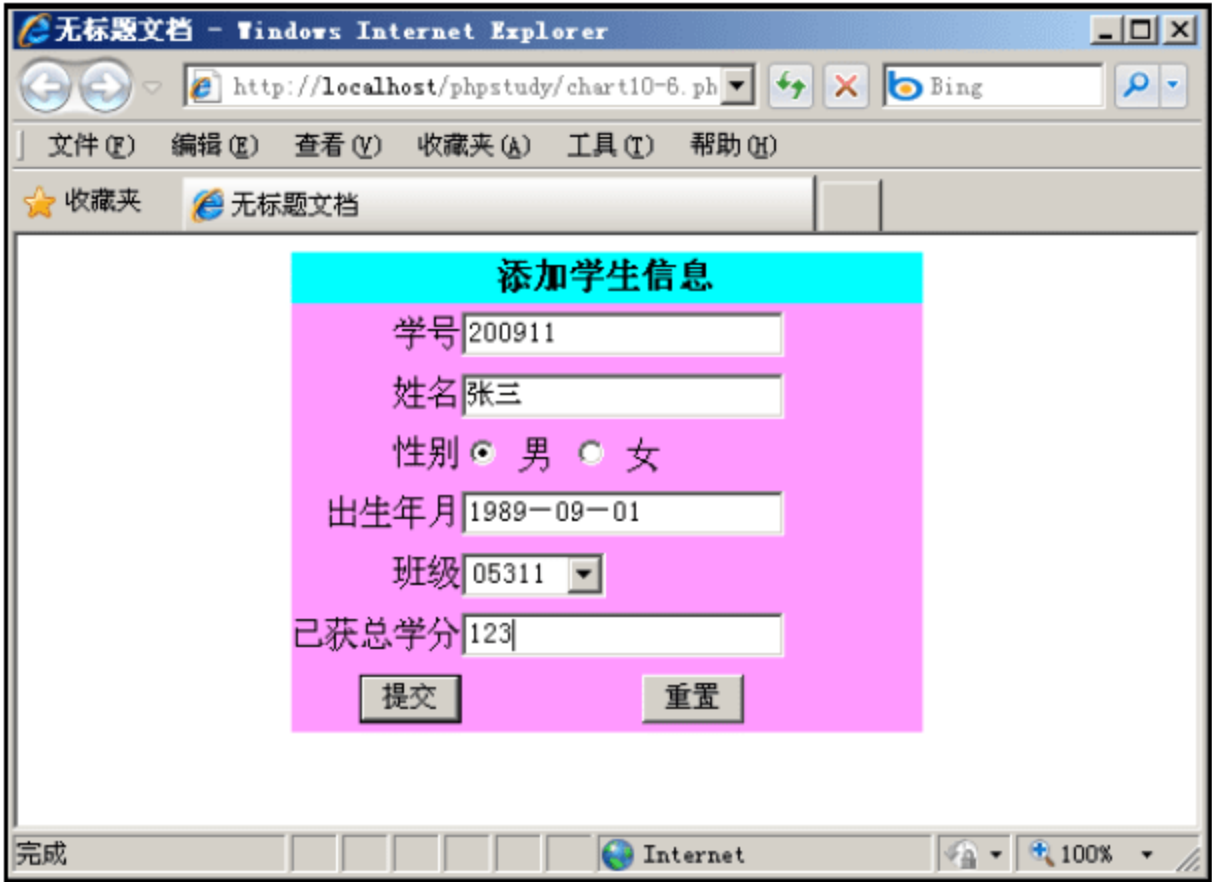 无标题文档 - Windows Internet Explorer
http://localhost/phpstudy/chart10-6.ph Bing
文件(F) 编辑(E) 查看(V) 收藏夹(A) 工具(T) 帮助(H)
收藏夹 无标题文档
添加学生信息
学号 200911
姓名 张三
性别 男 女
出生年月 1989－09－01
班级 05311
已获总学分 123
提交 重置
完成 Internet 100%